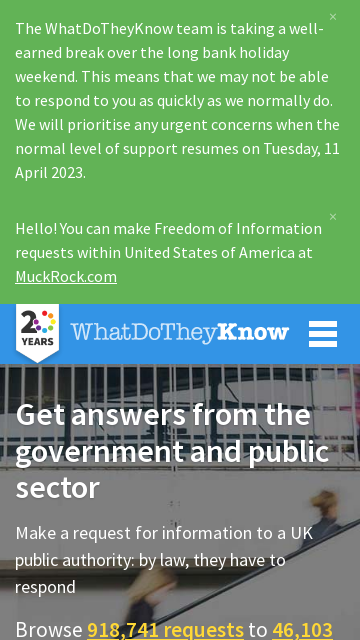 ×
The WhatDoTheyKnow team is taking a well-
earned break over the long bank holiday
weekend. This means that we may not be able
to respond to you as quickly as we normally do.
We will prioritise any urgent concerns when the
normal level of support resumes on Tuesday, 11
April 2023.
×
Hello! You can make Freedom of Information
requests within United States of America at
MuckRock.com
20
YEARS
WhatDoTheyKnow
Get answers from the
government and public
sector
Make a request for information to a UK
public authority: by law, they have to
respond
Browse 918,741 requests to 46,103